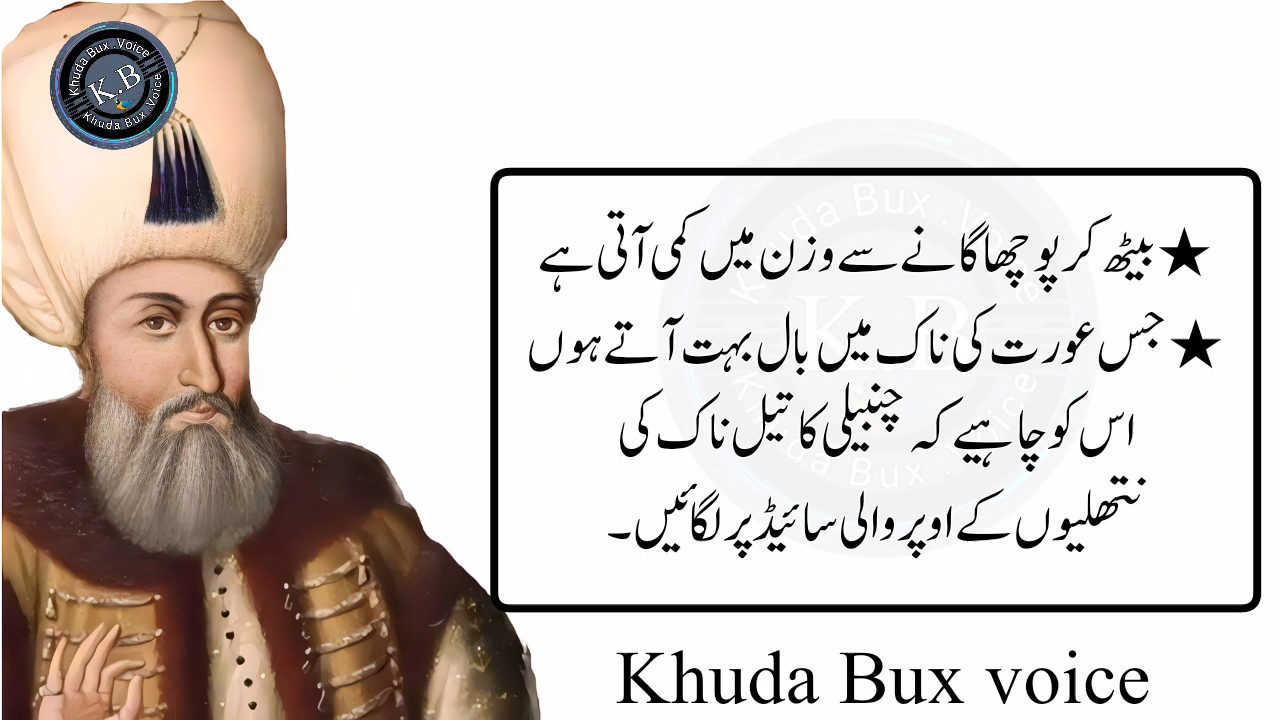 Khuda Bux .Voice
K.B
Khuda Bux .Voice
★ بیٹھ کر پوچھاگانے سے وزن میں کمی آتی ہے
★ جس عورت کی ناک میں بال بہت آتے ہوں
اس کو چاہیے کہ چنبیلی کا تیل ناک کی
نتھلیوں کے اوپر والی سائیڈ پر لگائیں۔
Khuda Bux voice